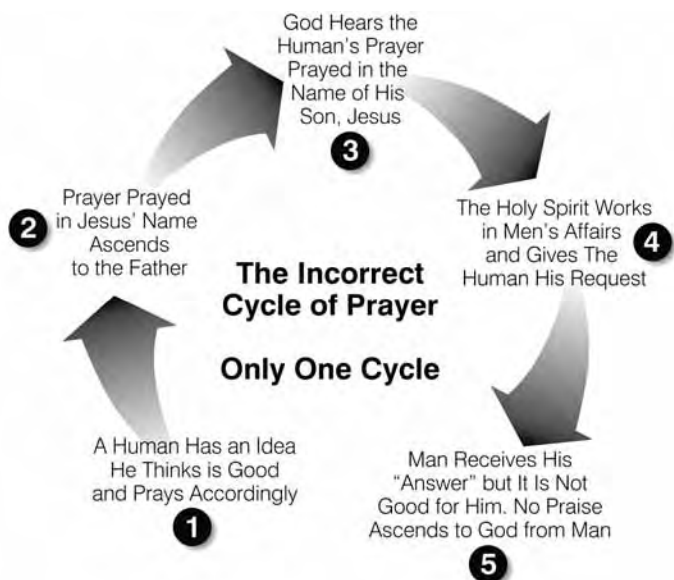 The Incorrect
Cycle of Prayer
Only One Cycle
A Human Has an Idea
He Thinks is Good
and Prays Accordingly
1
2
Prayer Prayed
in Jesus' Name
Ascends
to the Father
God Hears the
Human's Prayer
Prayed in the
Name of His
Son, Jesus
3
The Holy Spirit Works
in Men's Affairs
and Gives The
Human His Request
4
Man Receives His
“Answer” but It Is Not
Good for Him. No Praise
Ascends to God from Man
5